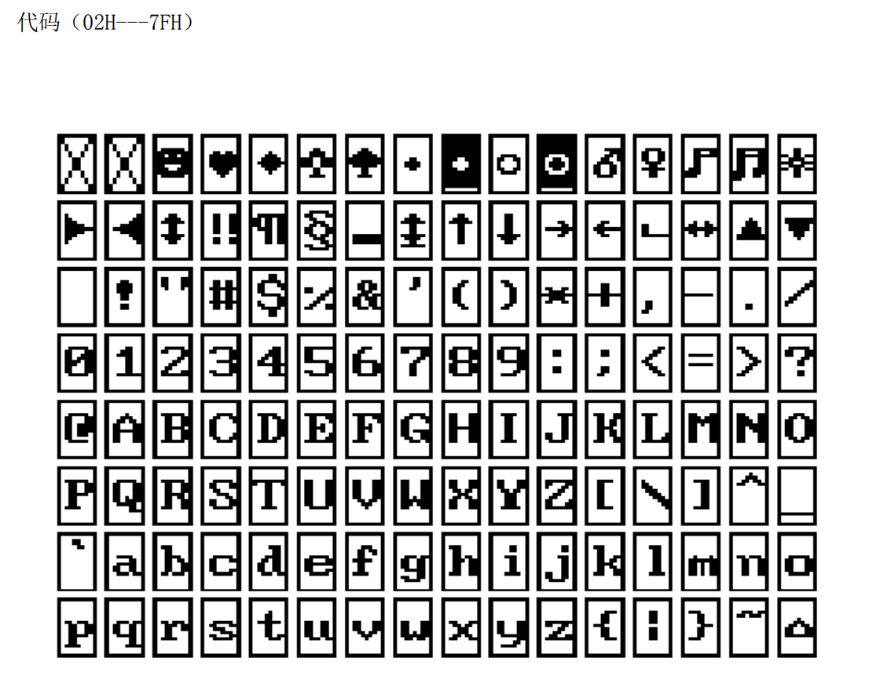 代码（02H---7FH）
☻ ♥ ♦ ♣ ♠ • ◘ ○ ◙ ♂ ♀ ♪ ♫ ☼
► ◄ ↕ ‼ ¶ § ▬ ↨ ↑ ↓ → ← ∟ ↔ ▲ ▼
! " # $ % & ' ( ) * + , - . /
0 1 2 3 4 5 6 7 8 9 : ; < = > ?
@ A B C D E F G H I J K L M N O
P Q R S T U V W X Y Z [ \ ] ^ _
` a b c d e f g h i j k l m n o
p q r s t u v w x y z { ¦ } ~ ⌂